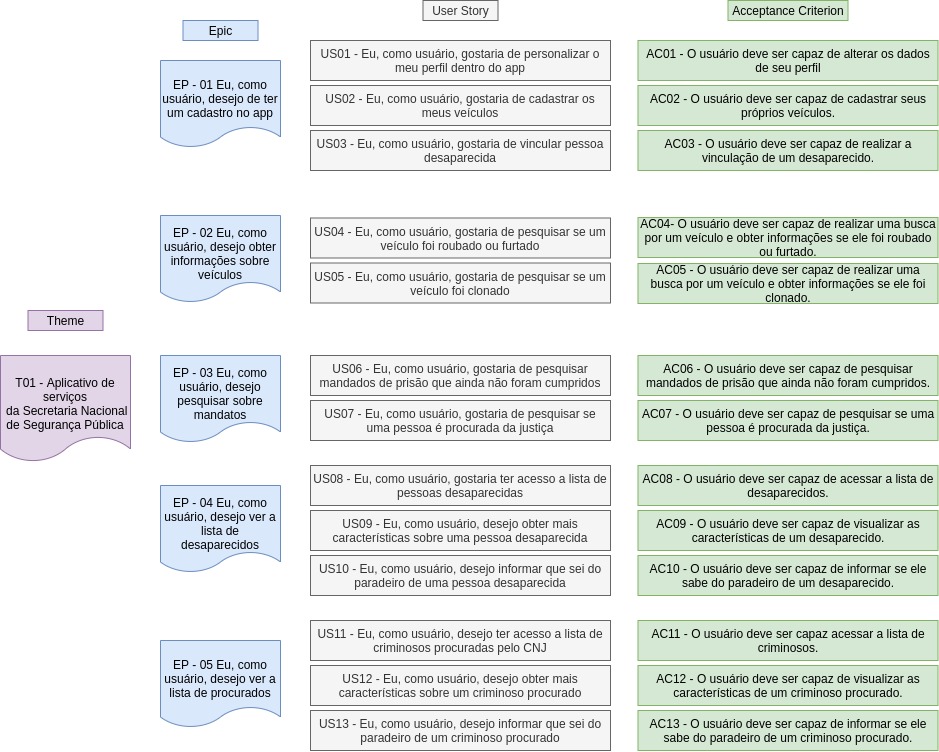 User Story
Acceptance Criterion
Epic
US01 - Eu, como usuário, gostaria de personalizar o
meu perfil dentro do app
AC01 - O usuário deve ser capaz de alterar os dados
de seu perfil
EP - 01 Eu, como
usuário, desejo de ter
um cadastro no app
US02 - Eu, como usuário, gostaria de cadastrar os
meus veículos
AC02 - O usuário deve ser capaz de cadastrar seus
próprios veículos.
US03 - Eu, como usuário, gostaria de vincular pessoa
desaparecida
AC03 - O usuário deve ser capaz de realizar a
vinculação de um desaparecido.
EP - 02 Eu, como
usuário, desejo obter
informações sobre
veículos
US04 - Eu, como usuário, gostaria de pesquisar se um
veículo foi roubado ou furtado
AC04- O usuário deve ser capaz de realizar uma busca
por um veículo e obter informações se ele foi roubado
ou furtado.
US05 - Eu, como usuário, gostaria de pesquisar se um
veículo foi clonado
AC05 - O usuário deve ser capaz de realizar uma
busca por um veículo e obter informações se ele foi
clonado.
Theme
T01 - Aplicativo de
serviços
da Secretaria Nacional
de Segurança Pública
EP - 03 Eu, como
usuário, desejo
pesquisar sobre
mandatos
US06 - Eu, como usuário, gostaria de pesquisar
mandados de prisão que ainda não foram cumpridos
AC06 - O usuário deve ser capaz de pesquisar
mandados de prisão que ainda não foram cumpridos.
US07 - Eu, como usuário, gostaria de pesquisar se
uma pessoa é procurada da justiça
AC07 - O usuário deve ser capaz de pesquisar se uma
pessoa é procurada da justiça.
EP - 04 Eu, como
usuário, desejo ver a
lista de
desaparecidos
US08 - Eu, como usuário, gostaria ter acesso a lista de
pessoas desaparecidas
AC08 - O usuário deve ser capaz de acessar a lista de
desaparecidos.
US09 - Eu, como usuário, desejo obter mais
características sobre uma pessoa desaparecida
AC09 - O usuário deve ser capaz de visualizar as
características de um desaparecido.
US10 - Eu, como usuário, desejo informar que sei do
paradeiro de uma pessoa desaparecida
AC10 - O usuário deve ser capaz de informar se ele
sabe do paradeiro de um desaparecido.
EP - 05 Eu, como
usuário, desejo ver a
lista de procurados
US11 - Eu, como usuário, desejo ter acesso a lista de
criminosos procuradas pelo CNJ
AC11 - O usuário deve ser capaz acessar a lista de
criminosos.
US12 - Eu, como usuário, desejo obter mais
características sobre um criminoso procurado
AC12 - O usuário deve ser capaz de visualizar as
características de um criminoso procurado.
US13 - Eu, como usuário, desejo informar que sei do
paradeiro de um criminoso procurado
AC13 - O usuário deve ser capaz de informar se ele
sabe do paradeiro de um criminoso procurado.